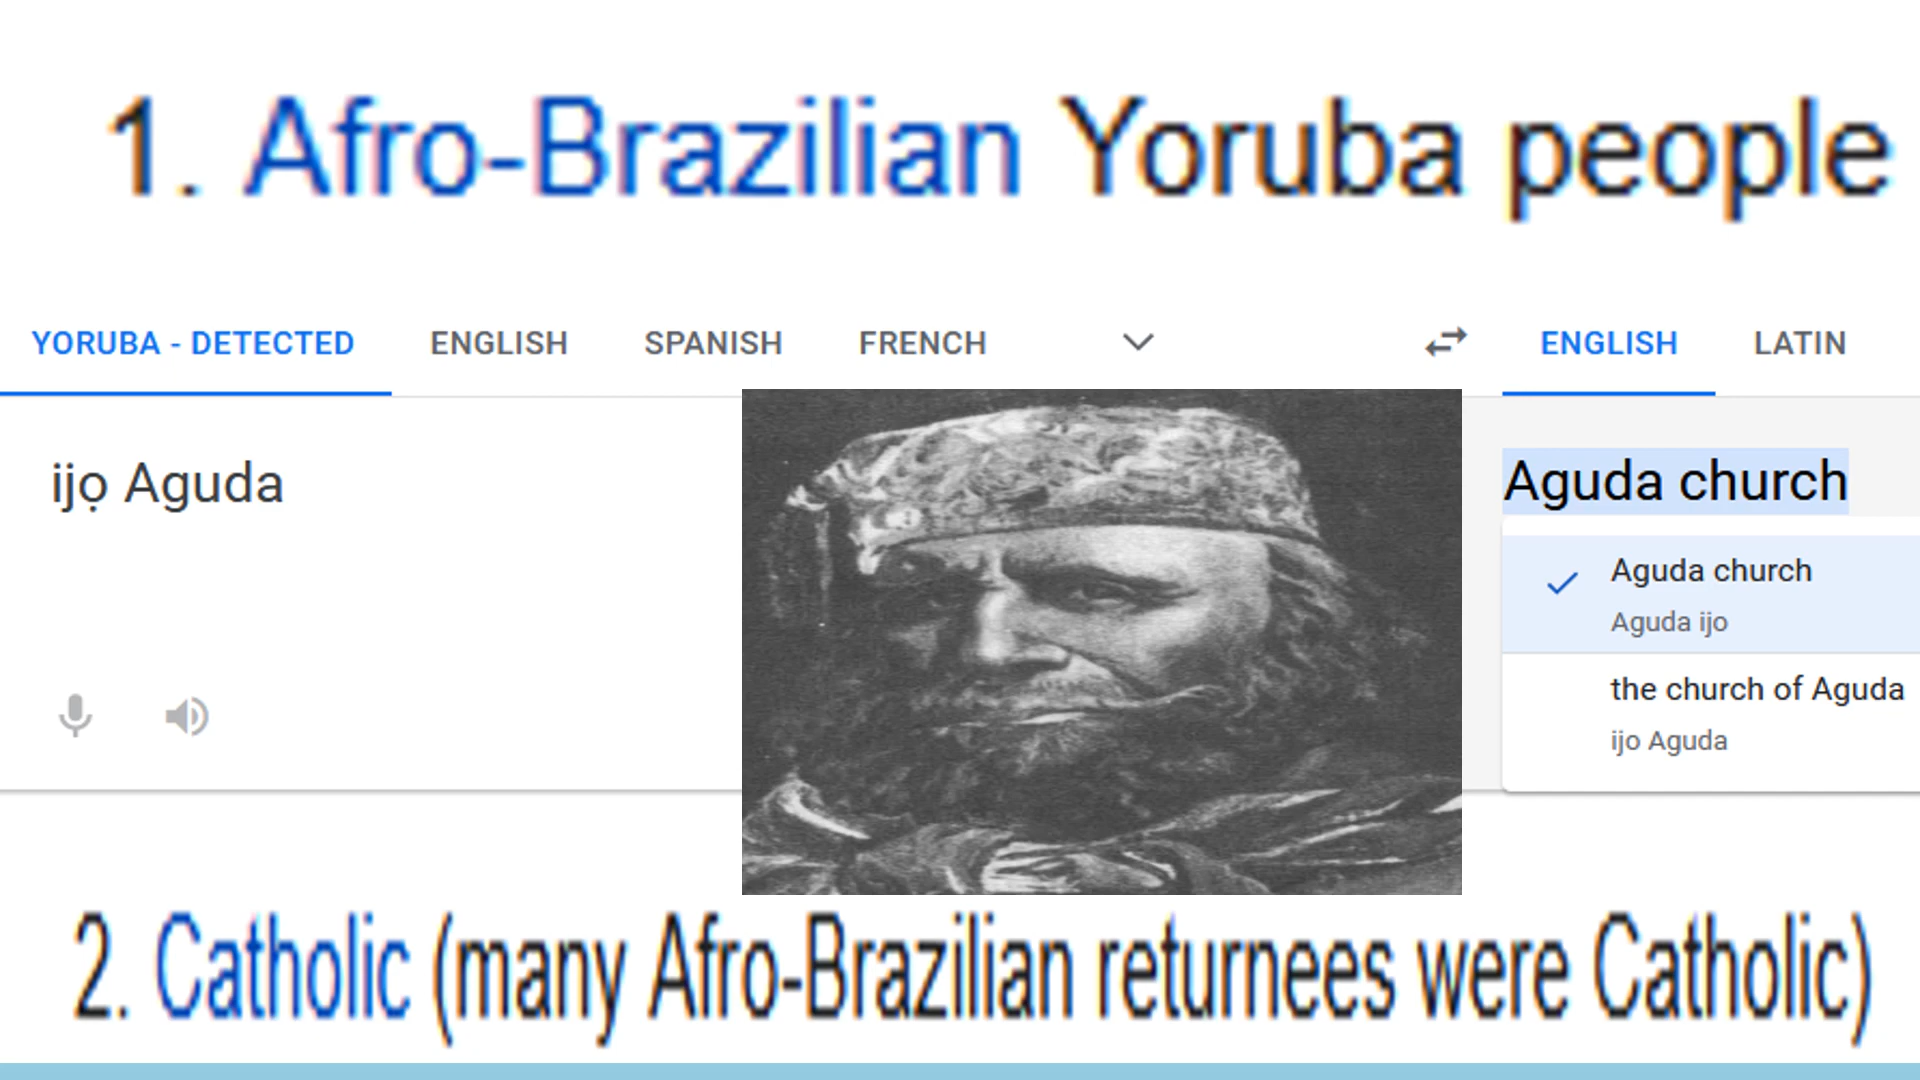 1. Afro-Brazilian Yoruba people
YORUBA - DETECTED ENGLISH SPANISH FRENCH ENGLISH LATIN
ijọ Aguda
Aguda church
Aguda church
Aguda ijo
the church of Aguda
ijo Aguda
2. Catholic (many Afro-Brazilian returnees were Catholic)